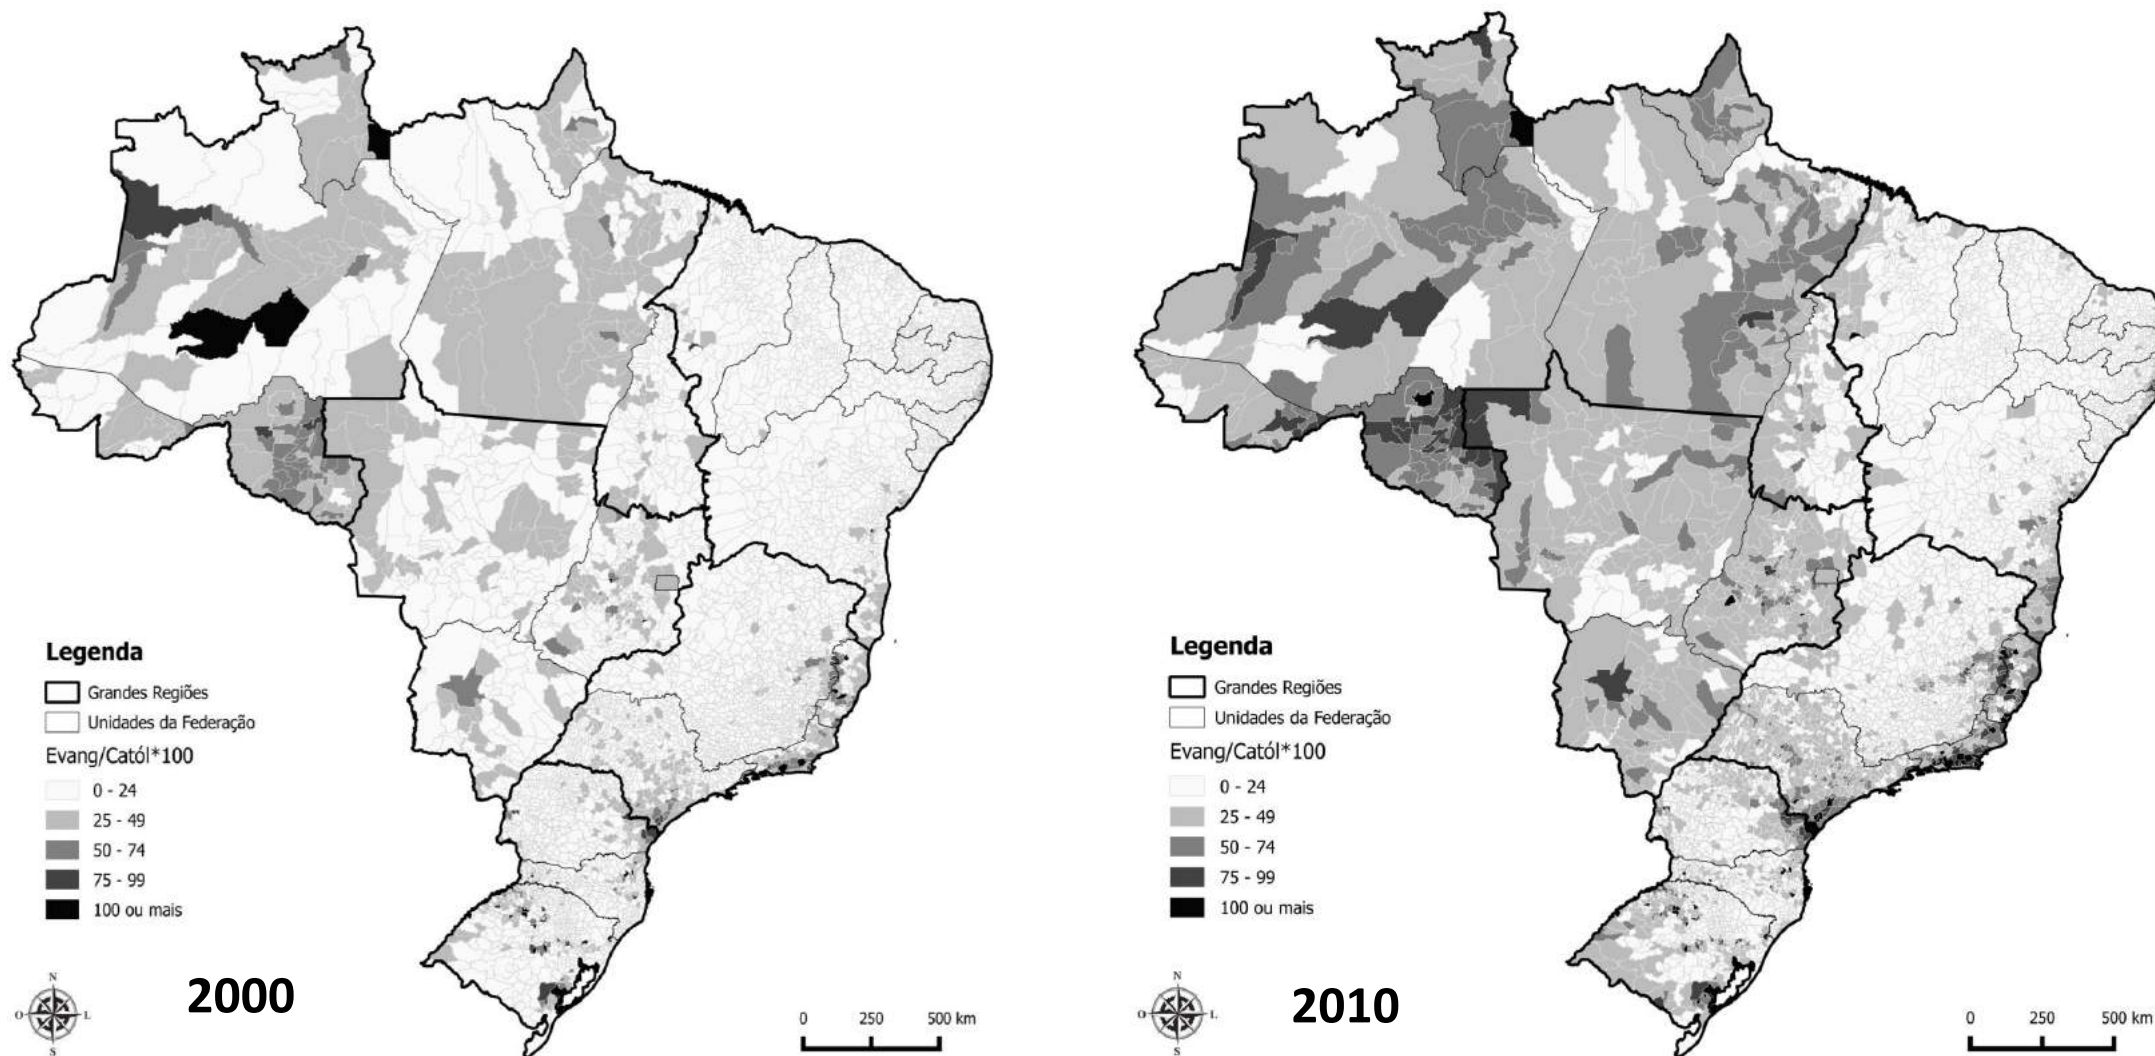 Legenda
Grandes Regiões
Unidades da Federação
Evang/Catól*100
0 - 24
25 - 49
50 - 74
75 - 99
100 ou mais
N
O
L
S
2000
0 250 500 km
Legenda
Grandes Regiões
Unidades da Federação
Evang/Catól*100
0 - 24
25 - 49
50 - 74
75 - 99
100 ou mais
N
O
L
S
2010
0 250 500 km